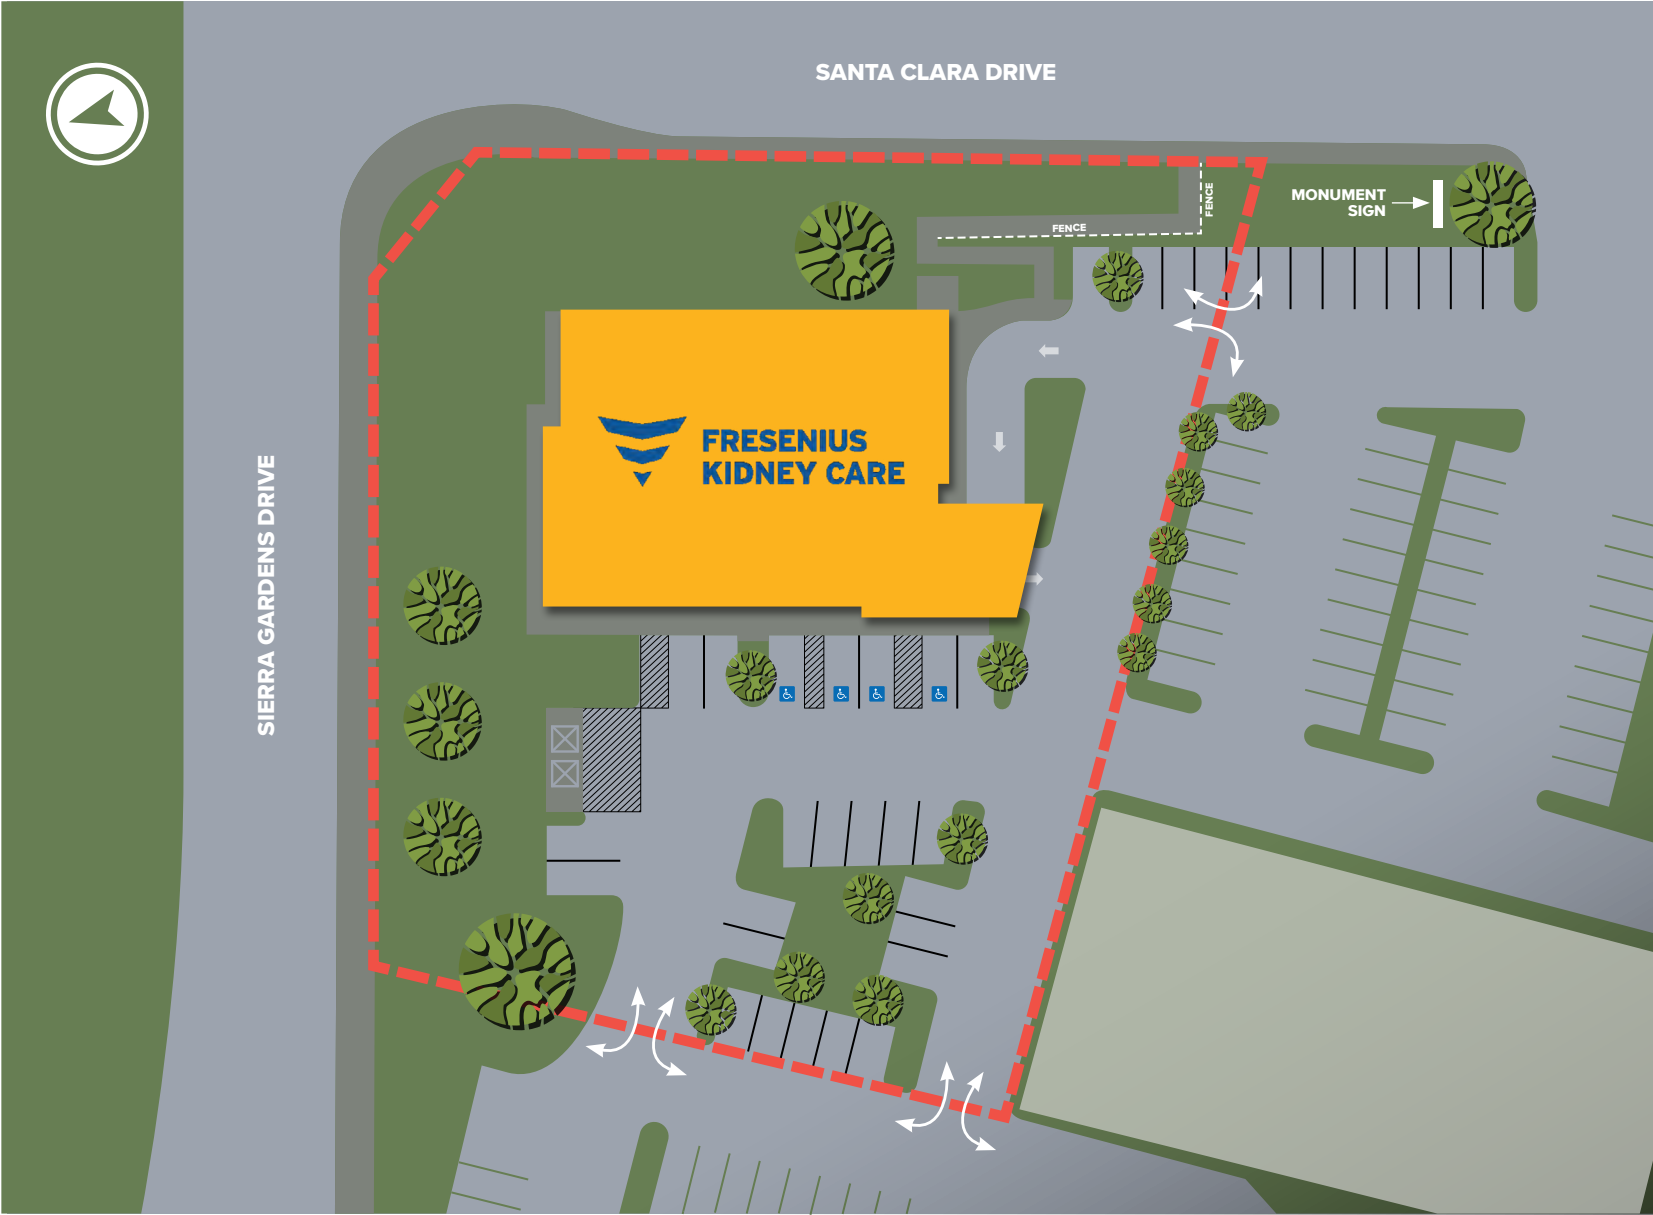 SANTA CLARA DRIVE
MONUMENT
SIGN
FENCE
FENCE
FRESENIUS
KIDNEY CARE
SIERRA GARDENS DRIVE